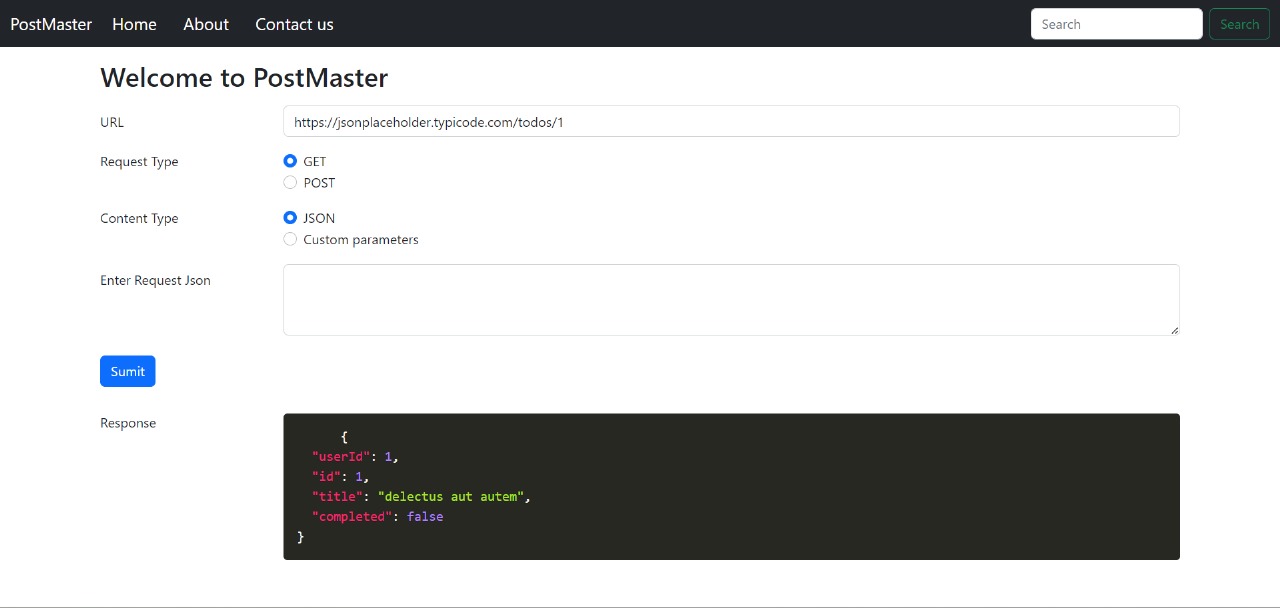 PostMaster Home About Contact us Search Search
Welcome to PostMaster
URL https://jsonplaceholder.typicode.com/todos/1
Request Type GET
POST
Content Type JSON
Custom parameters
Enter Request Json
Sumit
Response
{
"userId": 1,
"id": 1,
"title": "delectus aut autem",
"completed": false
}